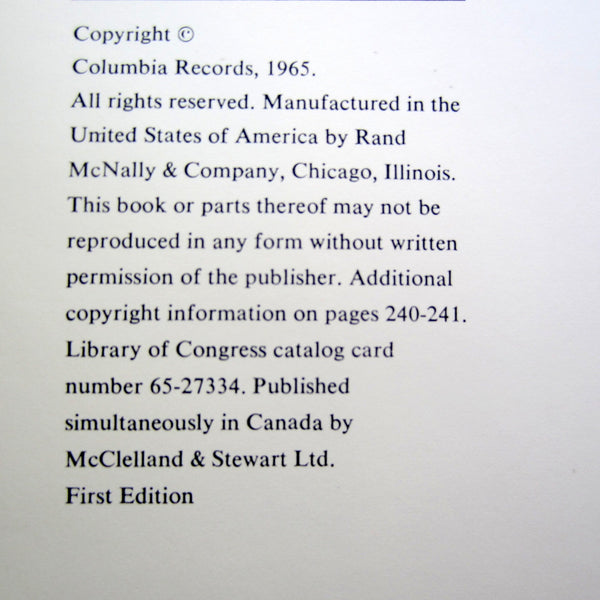 Copyright ©
Columbia Records, 1965.
All rights reserved. Manufactured in the
United States of America by Rand
McNally & Company, Chicago, Illinois.
This book or parts thereof may not be
reproduced in any form without written
permission of the publisher. Additional
copyright information on pages 240-241.
Library of Congress catalog card
number 65-27334. Published
simultaneously in Canada by
McClelland & Stewart Ltd.
First Edition